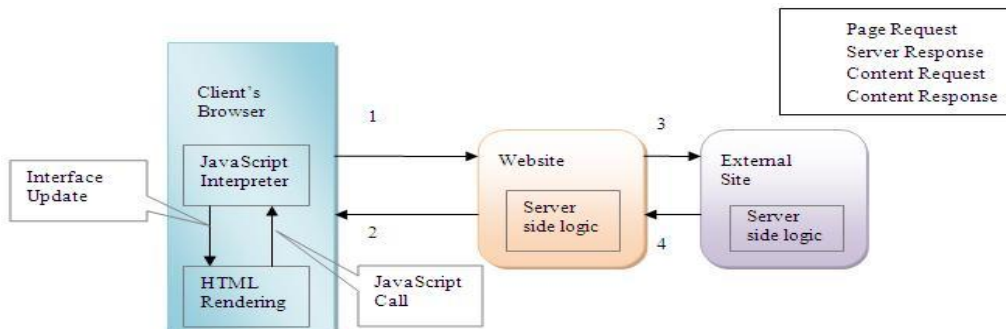 Page Request
Server Response
Content Request
Content Response
Client's
Browser
1
3
Website
External
Site
JavaScript
Interpreter
Interface
Update
Server
side logic
Server
side logic
2
4
HTML
Rendering
JavaScript
Call